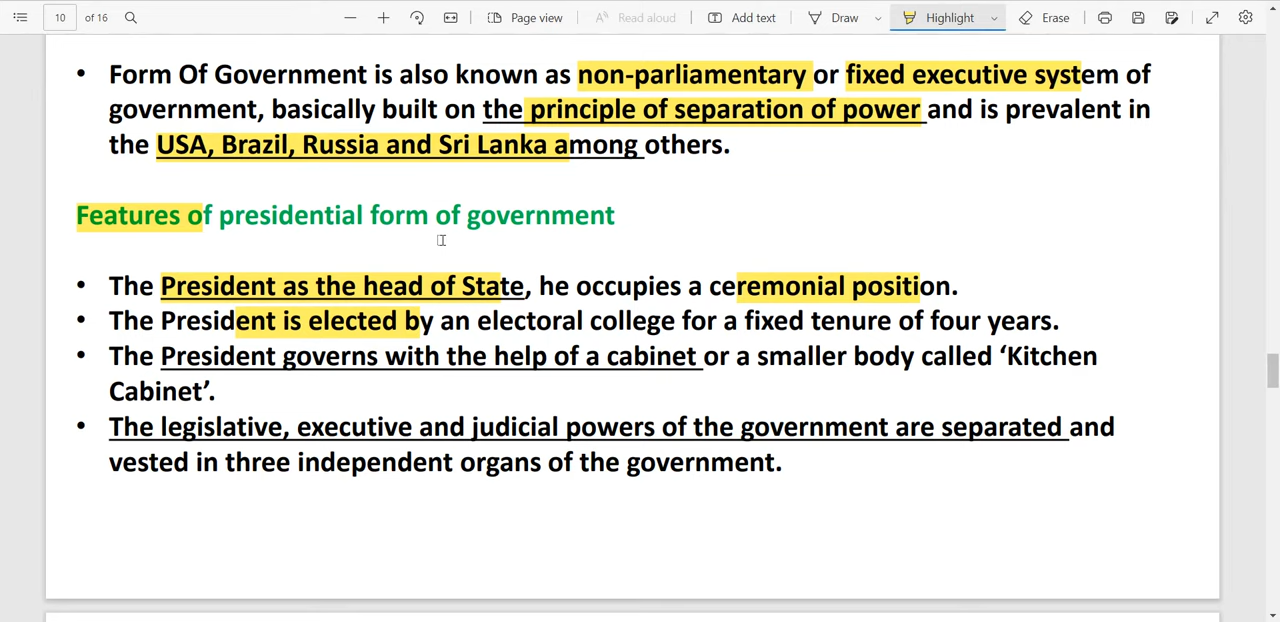 10 of 16 Page view Read aloud Add text Draw Highlight Erase
• Form Of Government is also known as non-parliamentary or fixed executive system of
government, basically built on the principle of separation of power and is prevalent in
the USA, Brazil, Russia and Sri Lanka among others.
Features of presidential form of government
• The President as the head of State, he occupies a ceremonial position.
• The President is elected by an electoral college for a fixed tenure of four years.
• The President governs with the help of a cabinet or a smaller body called ‘Kitchen
Cabinet’.
• The legislative, executive and judicial powers of the government are separated and
vested in three independent organs of the government.